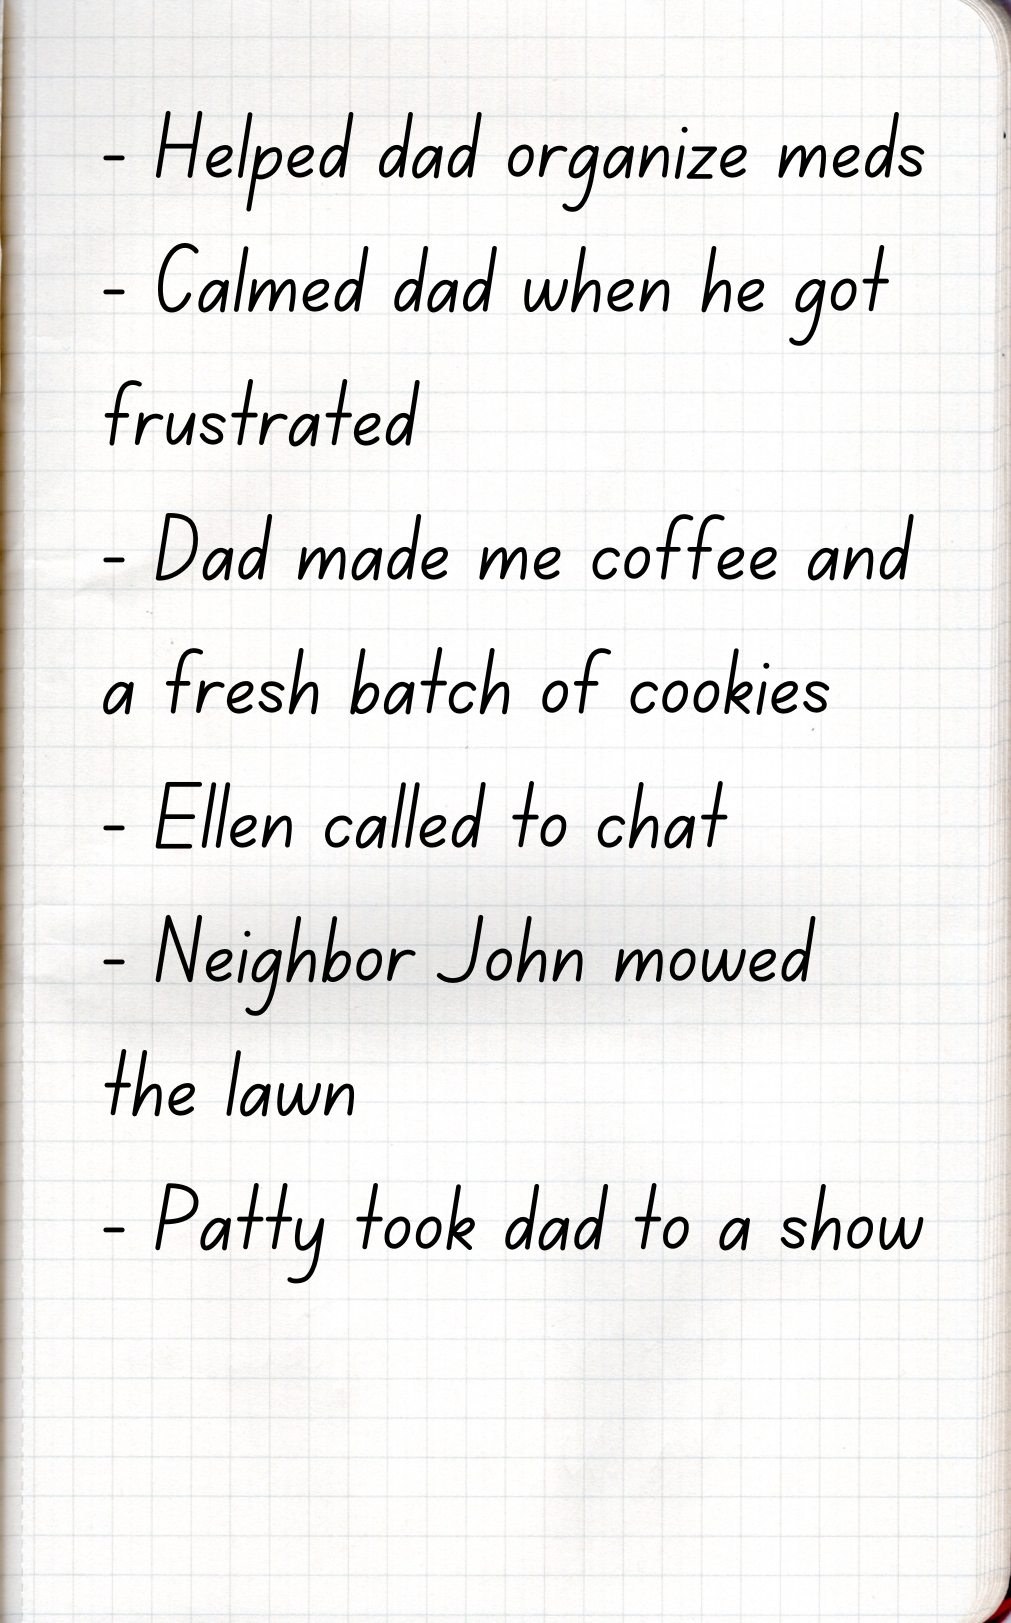 - Helped dad organize meds
- Calmed dad when he got
frustrated
- Dad made me coffee and
a fresh batch of cookies
- Ellen called to chat
- Neighbor John mowed
the lawn
- Patty took dad to a show